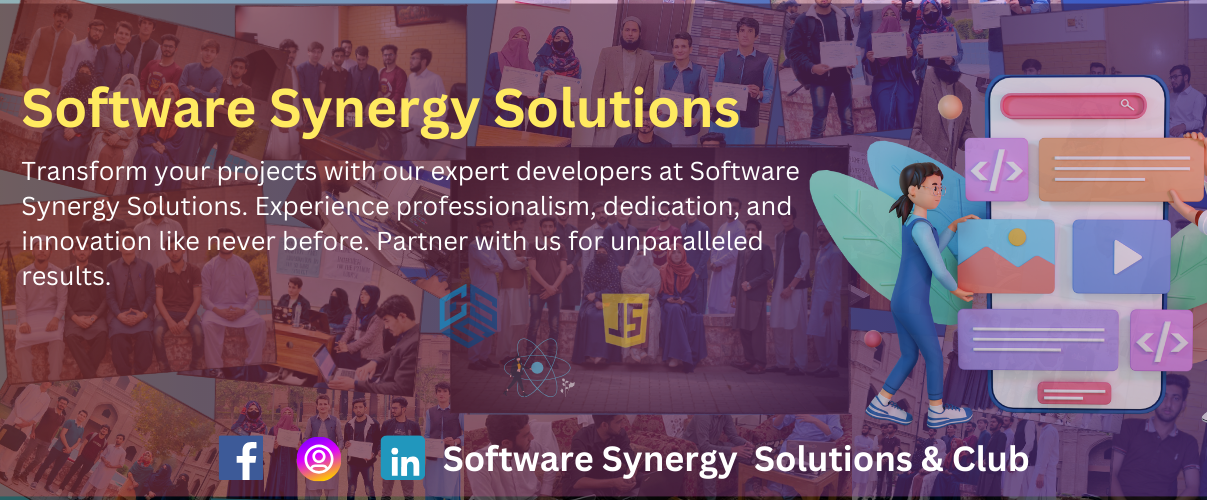 Software Synergy Solutions
Transform your projects with our expert developers at Software
Synergy Solutions. Experience professionalism, dedication, and
innovation like never before. Partner with us for unparalleled
results.
</>
JS
</>
f
in
Software Synergy Solutions & Club